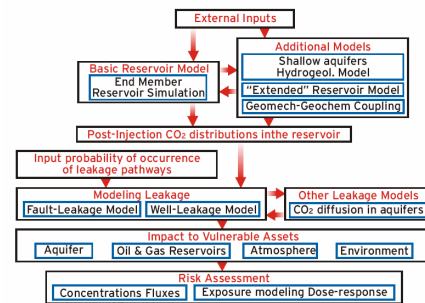 External Inputs
Additional Models
Shallow aquifers
Hydrogeol. Model
"Extended" Reservoir Model
Geomech-Geochem Coupling
Basic Reservoir Model
End Member
Reservoir Simulation
Post-Injection CO₂ distributions inthe reservoir
Input probability of occurrence
of leakage pathways
Modeling Leakage
Fault-Leakage Model
Well-Leakage Model
Other Leakage Models
CO₂ diffusion in aquifers
Impact to Vulnerable Assets
Aquifer
Oil & Gas Reservoirs
Atmosphere
Environment
Risk Assessment
Concentrations Fluxes
Exposure modeling Dose-response